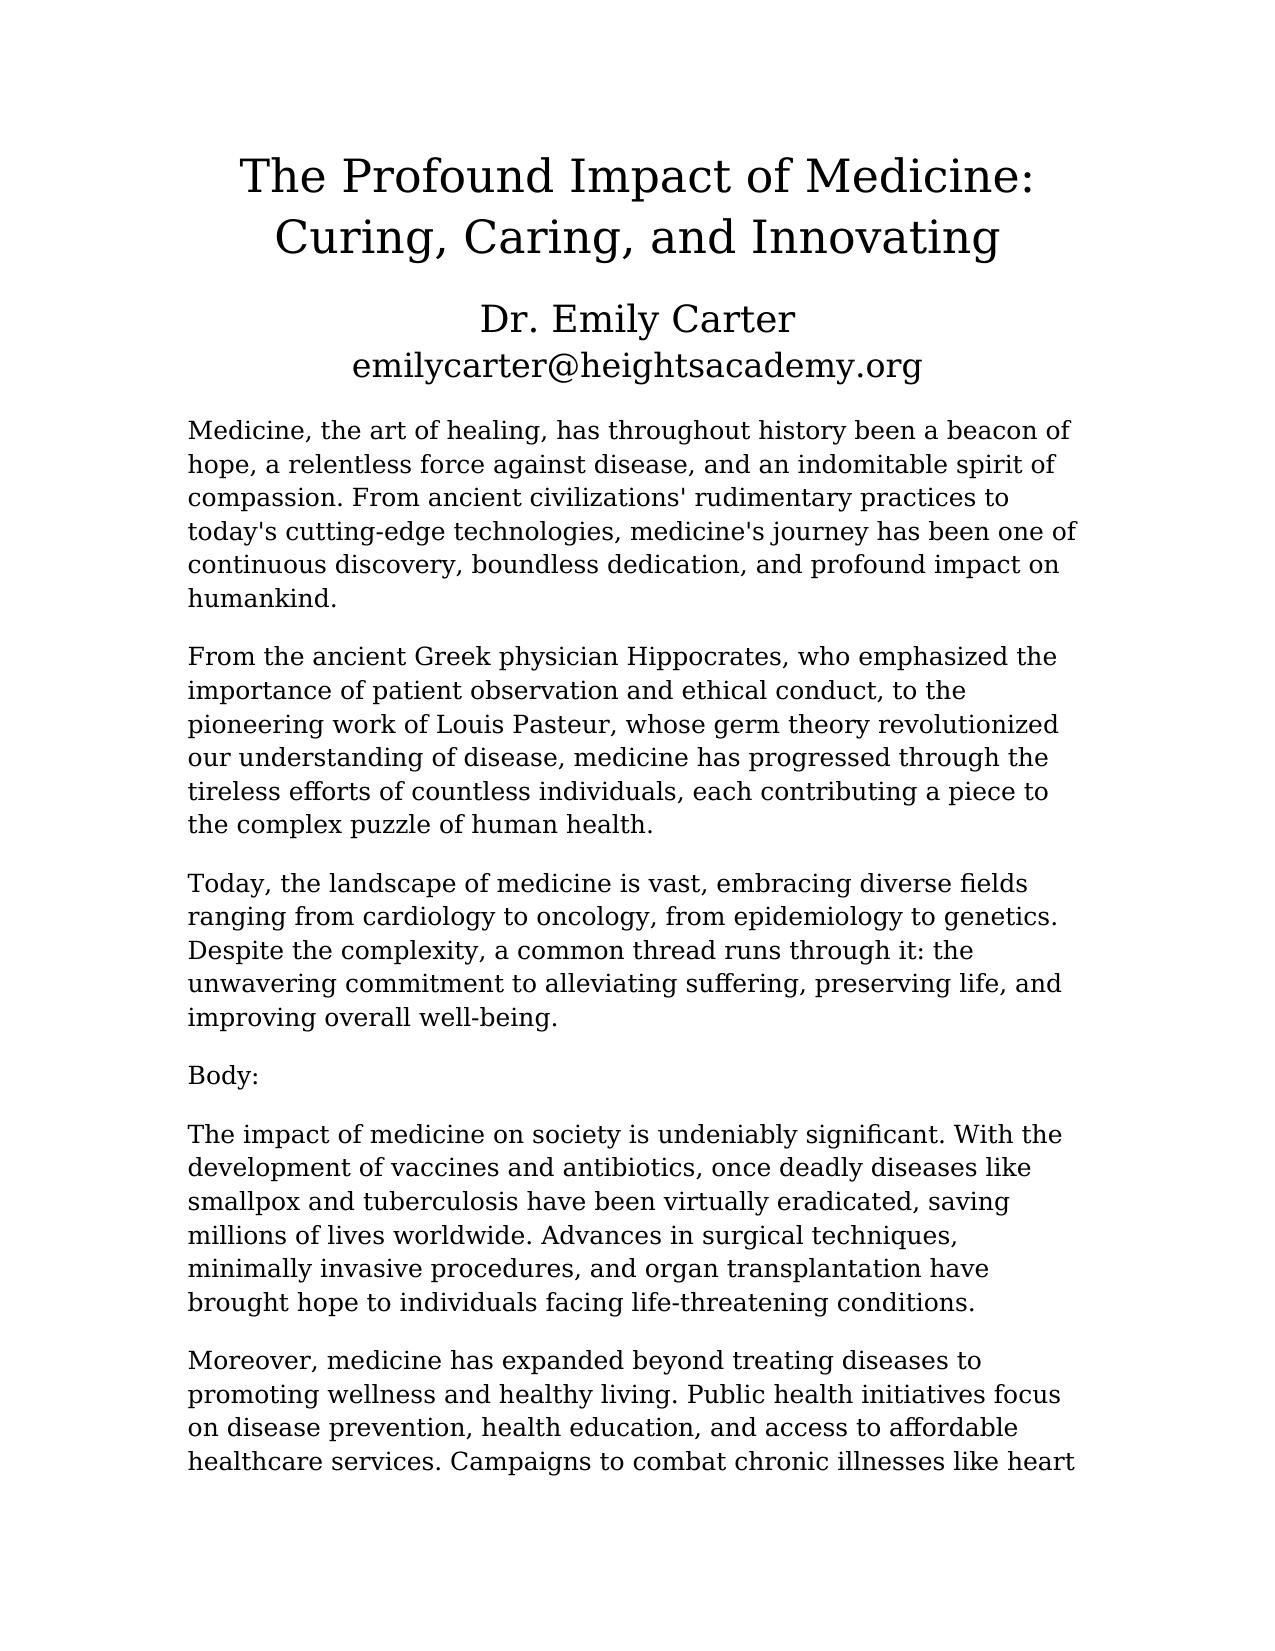 The Profound Impact of Medicine:
Curing, Caring, and Innovating
Dr. Emily Carter
emilycarter@heightsacademy.org
Medicine, the art of healing, has throughout history been a beacon of
hope, a relentless force against disease, and an indomitable spirit of
compassion. From ancient civilizations' rudimentary practices to
today's cutting-edge technologies, medicine's journey has been one of
continuous discovery, boundless dedication, and profound impact on
humankind.
From the ancient Greek physician Hippocrates, who emphasized the
importance of patient observation and ethical conduct, to the
pioneering work of Louis Pasteur, whose germ theory revolutionized
our understanding of disease, medicine has progressed through the
tireless efforts of countless individuals, each contributing a piece to
the complex puzzle of human health.
Today, the landscape of medicine is vast, embracing diverse fields
ranging from cardiology to oncology, from epidemiology to genetics.
Despite the complexity, a common thread runs through it: the
unwavering commitment to alleviating suffering, preserving life, and
improving overall well-being.
Body:
The impact of medicine on society is undeniably significant. With the
development of vaccines and antibiotics, once deadly diseases like
smallpox and tuberculosis have been virtually eradicated, saving
millions of lives worldwide. Advances in surgical techniques,
minimally invasive procedures, and organ transplantation have
brought hope to individuals facing life-threatening conditions.
Moreover, medicine has expanded beyond treating diseases to
promoting wellness and healthy living. Public health initiatives focus
on disease prevention, health education, and access to affordable
healthcare services. Campaigns to combat chronic illnesses like heart